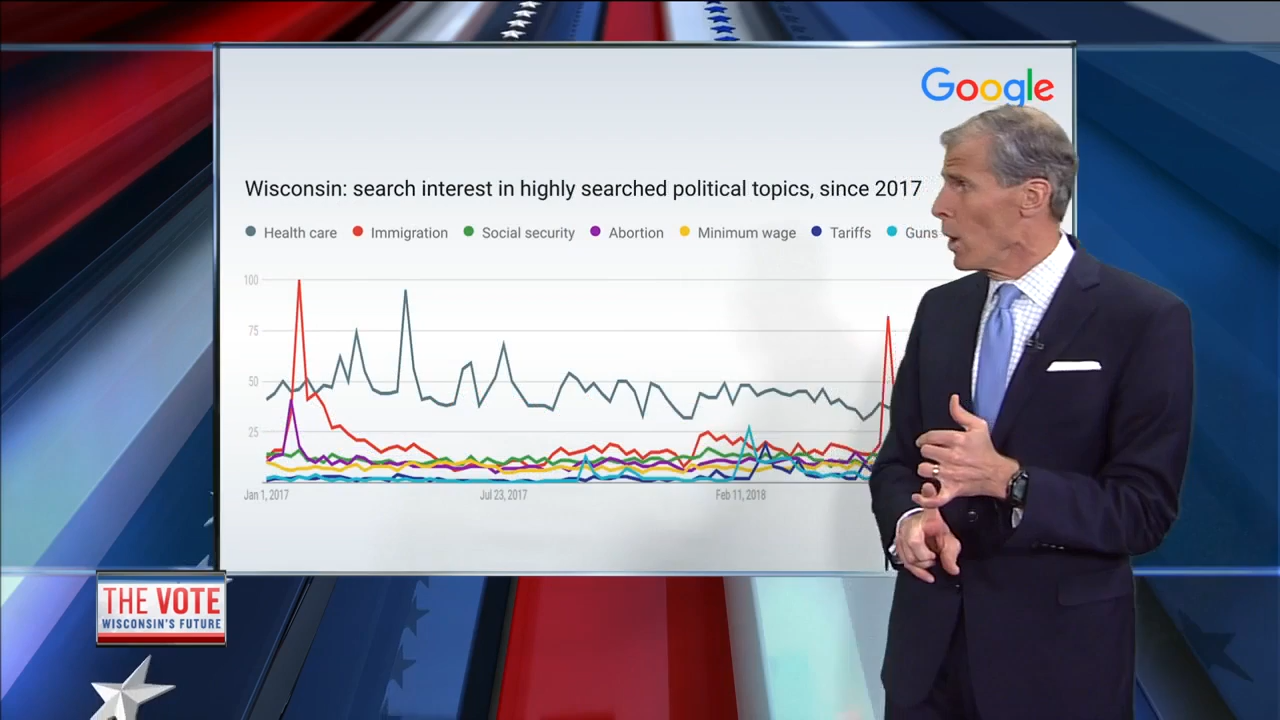 Google
Wisconsin: search interest in highly searched political topics, since 2017
Health care Immigration Social security Abortion Minimum wage Tariffs Guns
100
75
50
25
Jan 1, 2017 Jul 23, 2017 Feb 11, 2018
THE VOTE
WISCONSIN'S FUTURE